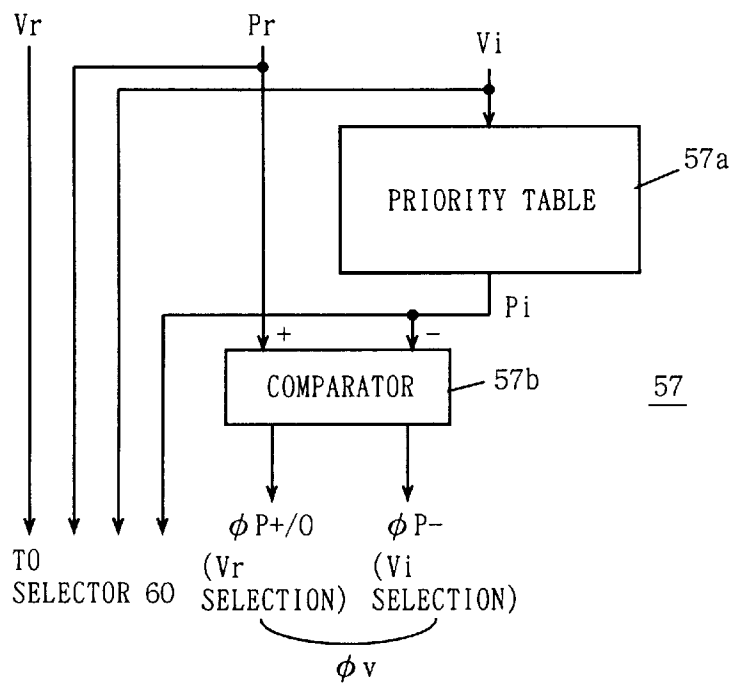 Vr
Pr
Vi
PRIORITY TABLE
57a
Pi
+
−
COMPARATOR
57b
57
φP+/0
φP-
TO
SELECTOR 60
(Vr
SELECTION)
(Vi
SELECTION)
φv